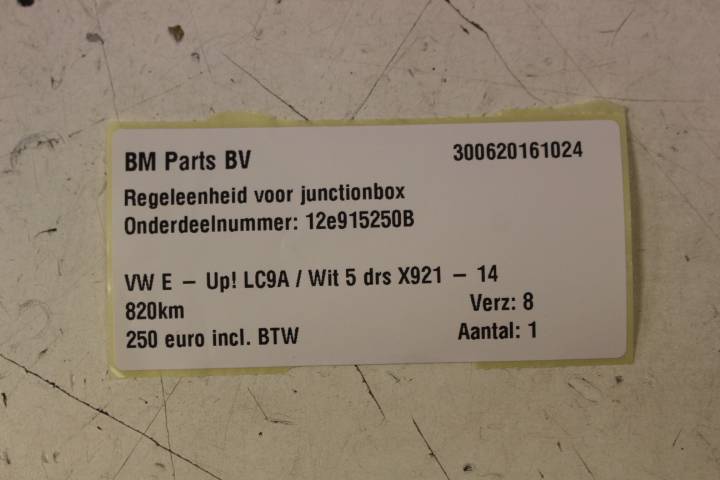 BM Parts BV 300620161024
Regeleenheid voor junctionbox
Onderdeelnummer: 12e915250B
VW E – Up! LC9A / Wit 5 drs X921 – 14
820km Verz: 8
250 euro incl. BTW Aantal: 1